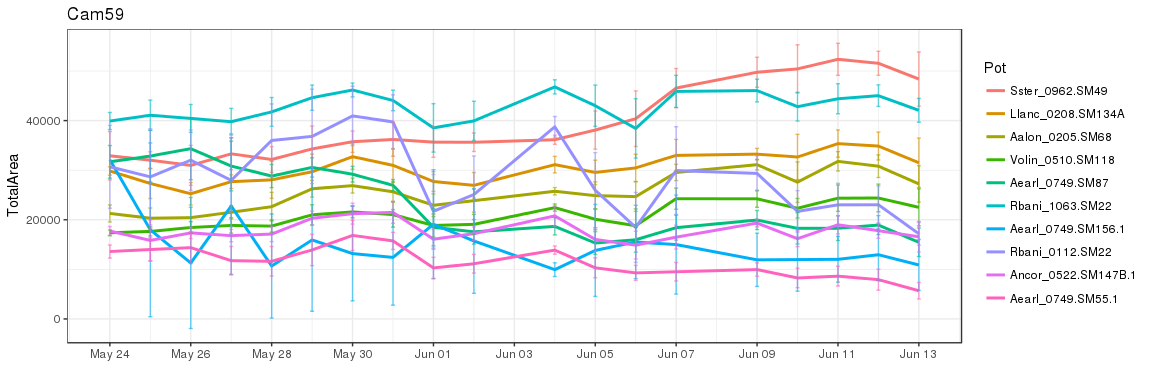 Cam59
TotalArea
40000
20000
0
May 24 May 26 May 28 May 30 Jun 01 Jun 03 Jun 05 Jun 07 Jun 09 Jun 11 Jun 13
Pot
Sster_0962.SM49
Llanc_0208.SM134A
Aalon_0205.SM68
Volin_0510.SM118
Aearl_0749.SM87
Rbani_1063.SM22
Aearl_0749.SM156.1
Rbani_0112.SM22
Ancor_0522.SM147B.1
Aearl_0749.SM55.1